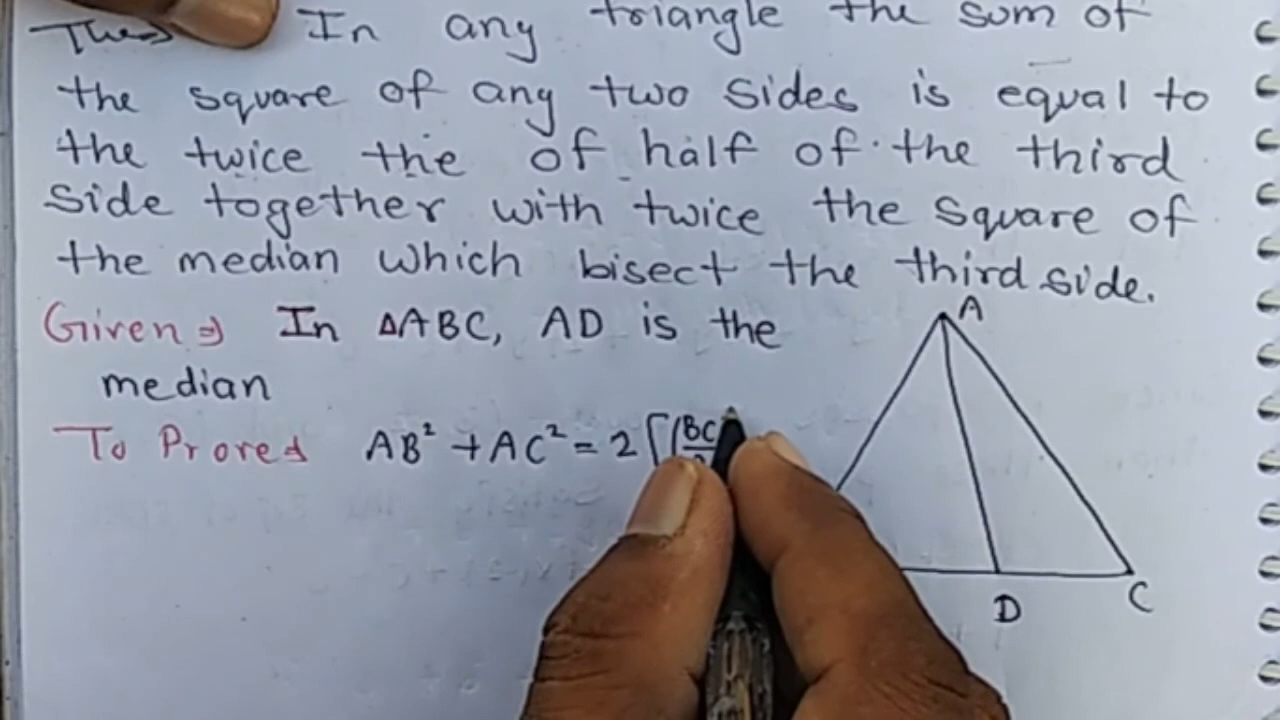 In any triangle the sum of
the square of any two sides is equal to
the twice the of half of the third
side together with twice the square of
the median which bisect the third side.
Given ⇒ In ΔABC, AD is the
median
To Prove ⇒ AB² + AC² = 2[(BC
A
D
C